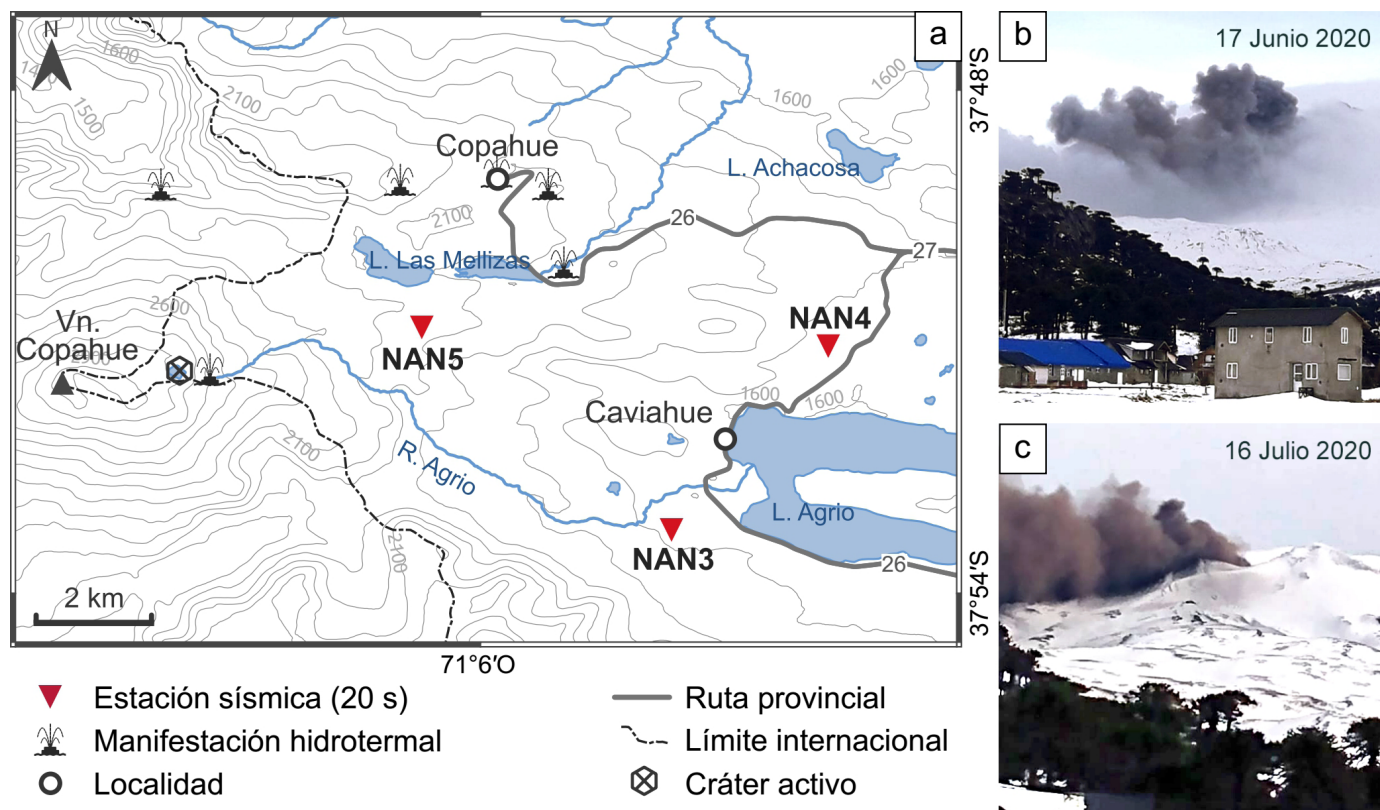 a
N
1600
2100
1500
1600
1600
37°48'S
Copahue
L. Achacosa
2100
26
27
L. Las Mellizas
2600
Vn.
Copahue
2900
NAN5
NAN4
1600
1600
Caviahue
2100
R. Agrio
L. Agrio
NAN3
2100
26
2 km
37°54'S
71°6'O
Estación sísmica (20 s)
Manifestación hidrotermal
Localidad
Ruta provincial
Límite internacional
Cráter activo
b
17 Junio 2020
c
16 Julio 2020